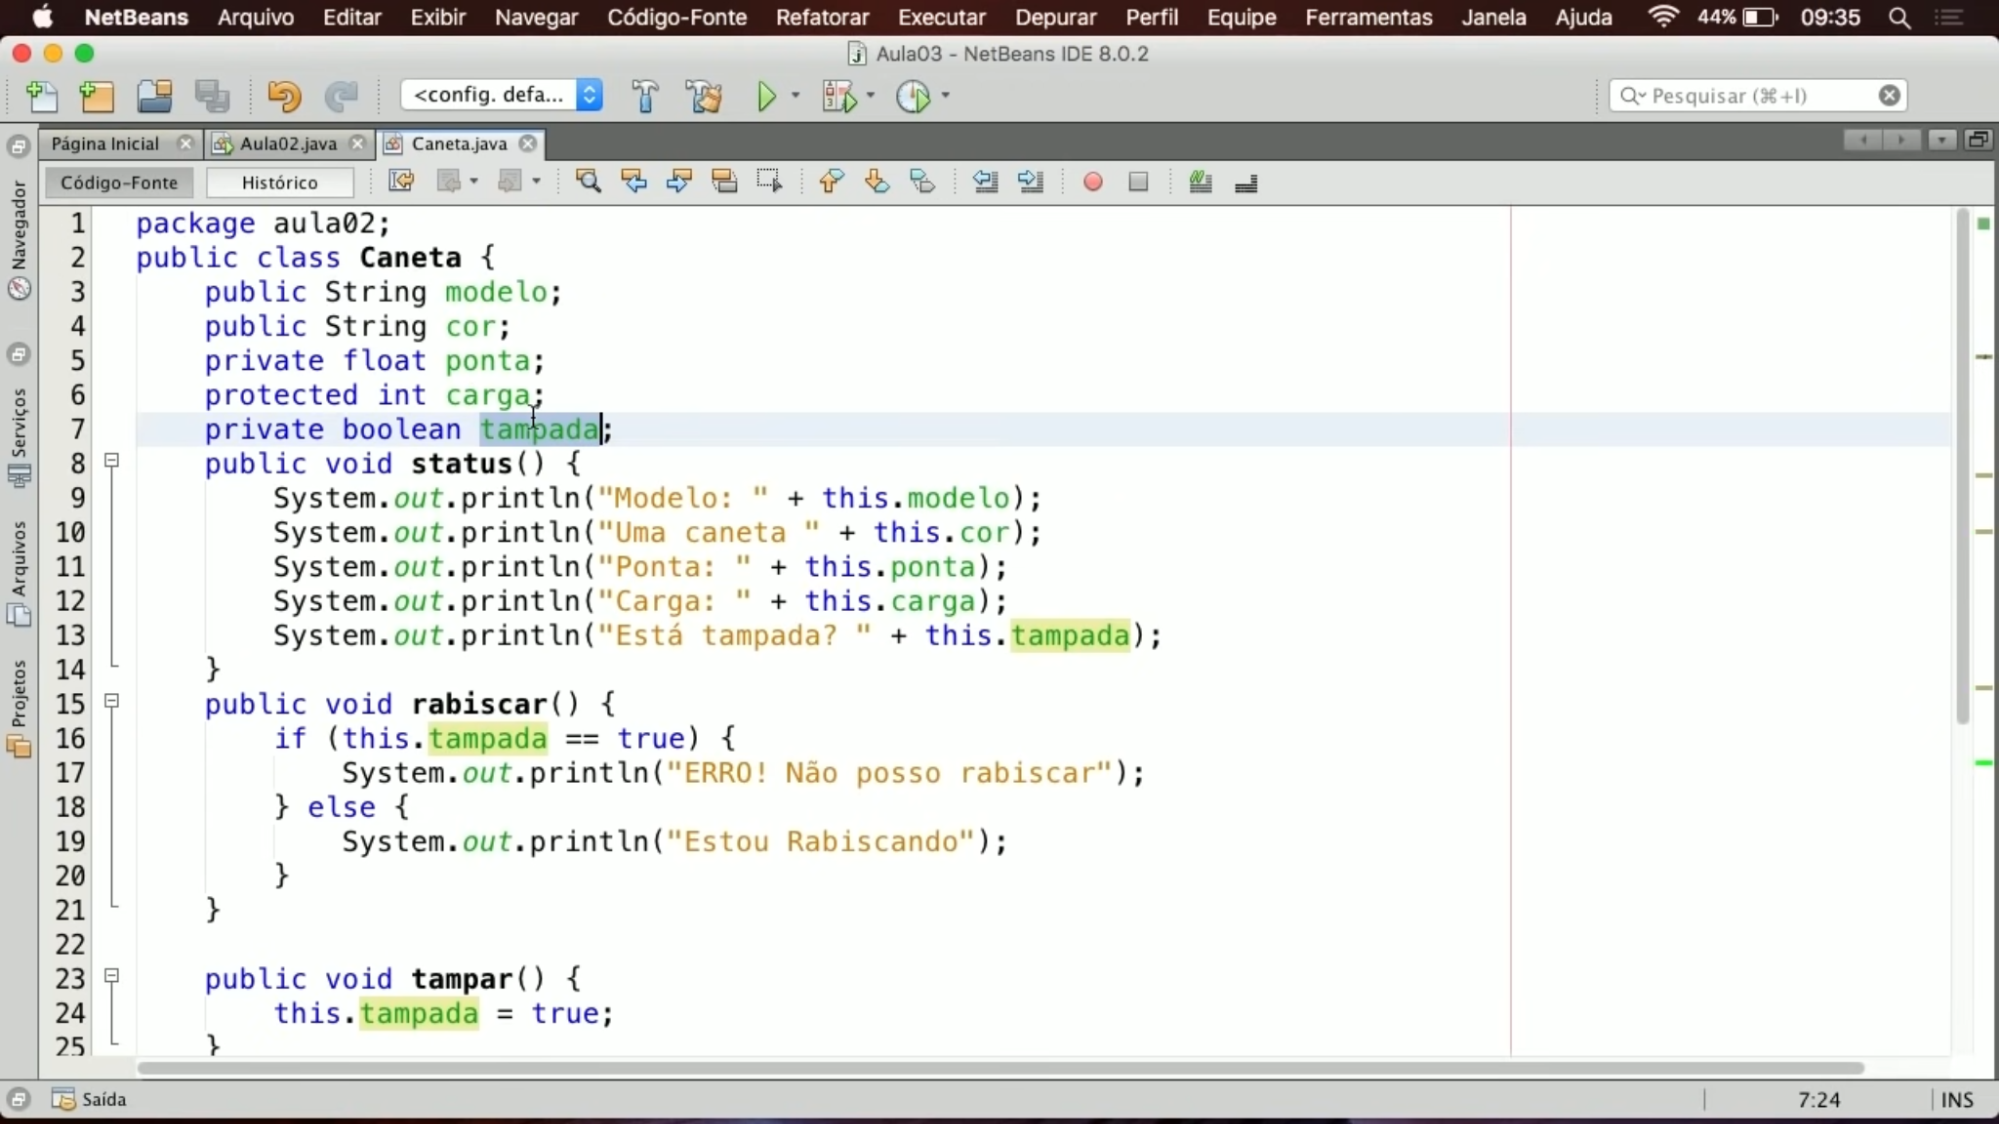 NetBeans Arquivo Editar Exibir Navegar Código-Fonte Refatorar Executar Depurar Perfil Equipe Ferramentas Janela Ajuda 44% 09:35
Aula03 - NetBeans IDE 8.0.2
<config. defa... Pesquisar (⌘+I)
Página Inicial Aula02.java Caneta.java
Código-Fonte Histórico
Navegador
Serviços
Arquivos
Projetos
1 package aula02;
2 public class Caneta {
3 public String modelo;
4 public String cor;
5 private float ponta;
6 protected int carga;
7 private boolean tampada;
8 public void status() {
9 System.out.println("Modelo: " + this.modelo);
10 System.out.println("Uma caneta " + this.cor);
11 System.out.println("Ponta: " + this.ponta);
12 System.out.println("Carga: " + this.carga);
13 System.out.println("Está tampada? " + this.tampada);
14 }
15 public void rabiscar() {
16 if (this.tampada == true) {
17 System.out.println("ERRO! Não posso rabiscar");
18 } else {
19 System.out.println("Estou Rabiscando");
20 }
21 }
22
23 public void tampar() {
24 this.tampada = true;
25 }
Saída 7:24 INS